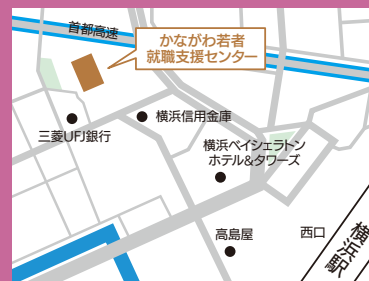 首都高速
かながわ若者
就職支援センター
三菱UFJ銀行
横浜信用金庫
横浜ベイシェラトン
ホテル&タワーズ
高島屋
西口
横浜駅